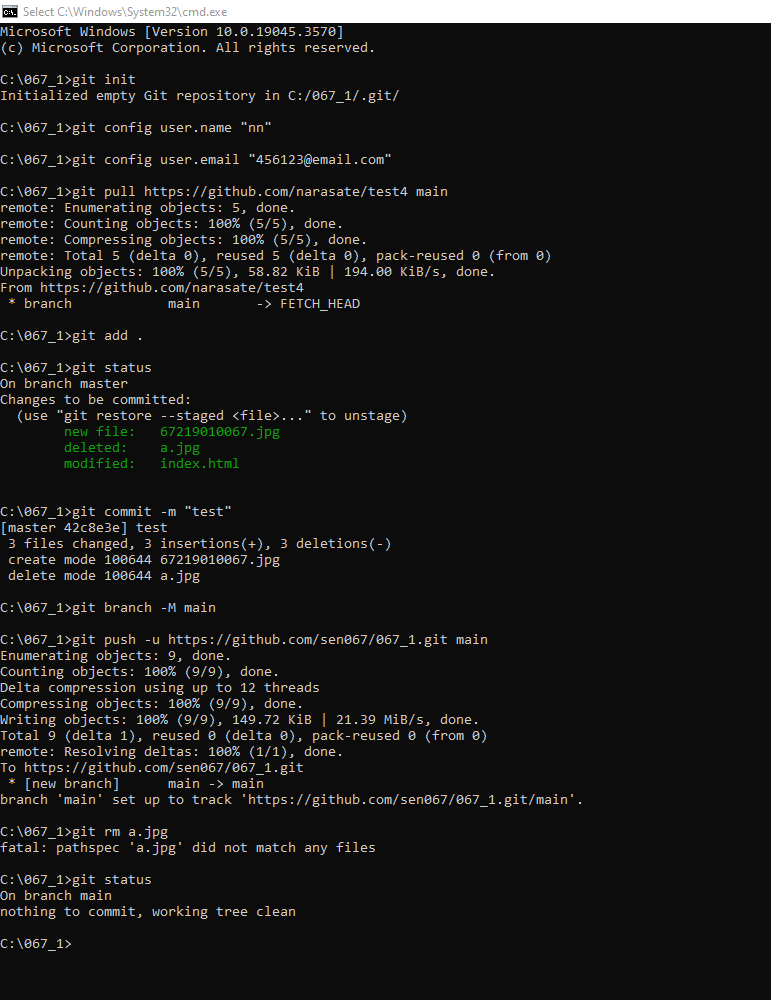 Select C:\Windows\System32\cmd.exe
Microsoft Windows [Version 10.0.19045.3570]
(c) Microsoft Corporation. All rights reserved.
C:\067_1>git init
Initialized empty Git repository in C:/067_1/.git/
C:\067_1>git config user.name "nn"
C:\067_1>git config user.email "456123@email.com"
C:\067_1>git pull https://github.com/narasate/test4 main
remote: Enumerating objects: 5, done.
remote: Counting objects: 100% (5/5), done.
remote: Compressing objects: 100% (5/5), done.
remote: Total 5 (delta 0), reused 5 (delta 0), pack-reused 0 (from 0)
Unpacking objects: 100% (5/5), 58.82 KiB | 194.00 KiB/s, done.
From https://github.com/narasate/test4
 * branch            main       -> FETCH_HEAD
C:\067_1>git add .
C:\067_1>git status
On branch master
Changes to be committed:
  (use "git restore --staged <file>..." to unstage)
        new file:   67219010067.jpg
        deleted:    a.jpg
        modified:   index.html
C:\067_1>git commit -m "test"
[master 42c8e3e] test
 3 files changed, 3 insertions(+), 3 deletions(-)
 create mode 100644 67219010067.jpg
 delete mode 100644 a.jpg
C:\067_1>git branch -M main
C:\067_1>git push -u https://github.com/sen067/067_1.git main
Enumerating objects: 9, done.
Counting objects: 100% (9/9), done.
Delta compression using up to 12 threads
Compressing objects: 100% (9/9), done.
Writing objects: 100% (9/9), 149.72 KiB | 21.39 MiB/s, done.
Total 9 (delta 1), reused 0 (delta 0), pack-reused 0 (from 0)
remote: Resolving deltas: 100% (1/1), done.
To https://github.com/sen067/067_1.git
 * [new branch]      main -> main
branch 'main' set up to track 'https://github.com/sen067/067_1.git/main'.
C:\067_1>git rm a.jpg
fatal: pathspec 'a.jpg' did not match any files
C:\067_1>git status
On branch main
nothing to commit, working tree clean
C:\067_1>